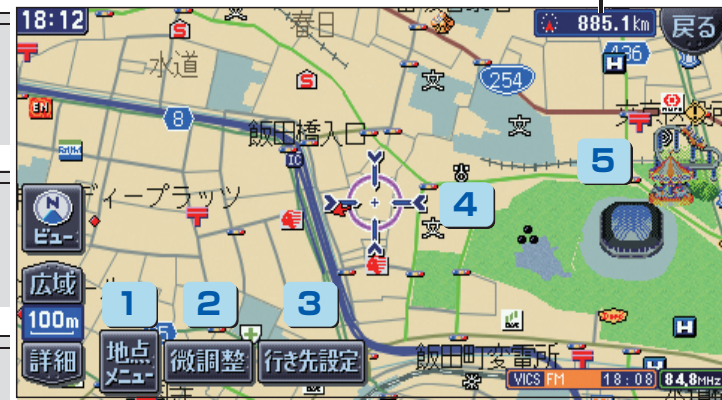 18:12
春日
885.1km
戻る
水道
254
436
EN
8
飯田橋入口
IC
5
ディープラッツ
ビュー
4
広域
100m
1
2
3
詳細
地点
メニュー
微調整
行き先設定
飯田町変電所
VICS FM 18:08 84.8MHz